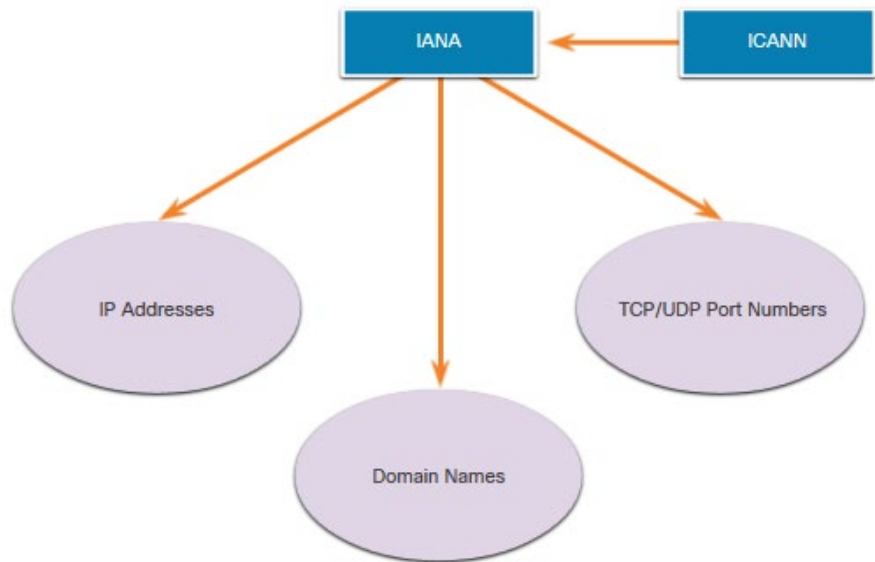 IANA
ICANN
IP Addresses
TCP/UDP Port Numbers
Domain Names